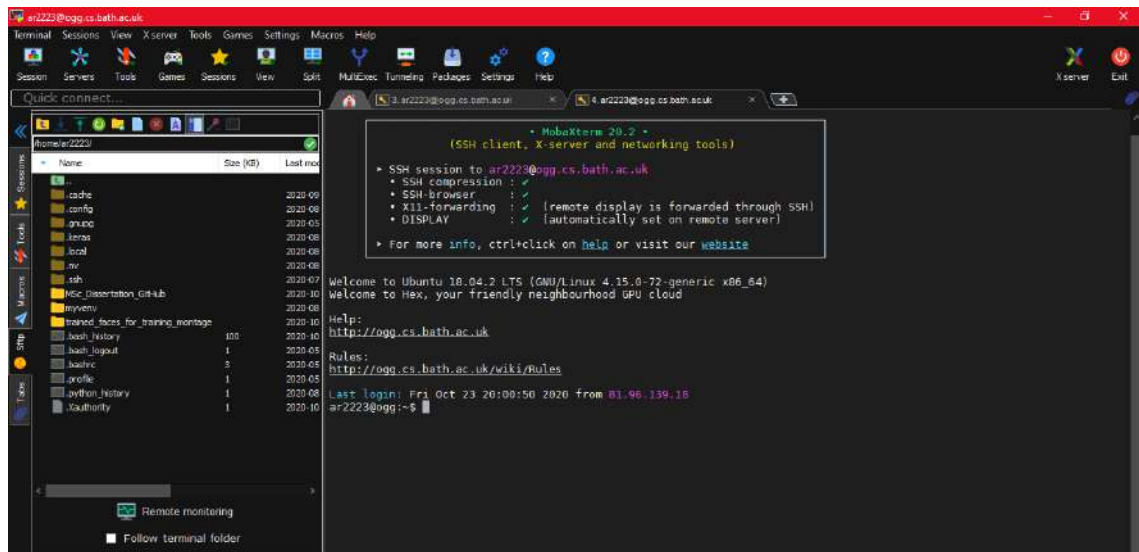 ar2223@ogg.cs.bath.ac.uk
Terminal Sessions View X server Tools Games Settings Macros Help
Session Servers Tools Games Sessions View Split MultiExec Tunneling Packages Settings Help X server Exit
Quick connect...
3. ar2223@ogg.cs.bath.ac.uk
4. ar2223@ogg.cs.bath.ac.uk
/home/ar2223/
Name Size (KB) Last mod
..
.cache 2020-09
.config 2020-08
.gnupg 2020-05
.keras 2020-08
.local 2020-08
.nv 2020-08
.ssh 2020-07
MSc_Dissertation_GitHub 2020-10
myvenv 2020-08
trained_faces_for_training_montage 2020-10
.bash_history 100 2020-10
.bash_logout 1 2020-05
.bashrc 3 2020-05
.profile 1 2020-05
.python_history 1 2020-08
.Xauthority 1 2020-10
Remote monitoring
Follow terminal folder
Sessions
Tools
Macros
Sftp
Tabs
• MobaXterm 20.2 •
(SSH client, X-server and networking tools)
▸ SSH session to ar2223@ogg.cs.bath.ac.uk
• SSH compression : ✔
• SSH-browser : ✔
• X11-forwarding : ✔ (remote display is forwarded through SSH)
• DISPLAY : ✔ (automatically set on remote server)
▸ For more info, ctrl+click on help or visit our website
Welcome to Ubuntu 18.04.2 LTS (GNU/Linux 4.15.0-72-generic x86_64)
Welcome to Hex, your friendly neighbourhood GPU cloud
Help:
http://ogg.cs.bath.ac.uk
Rules:
http://ogg.cs.bath.ac.uk/wiki/Rules
Last login: Fri Oct 23 20:00:50 2020 from 81.96.139.18
ar2223@ogg:~$